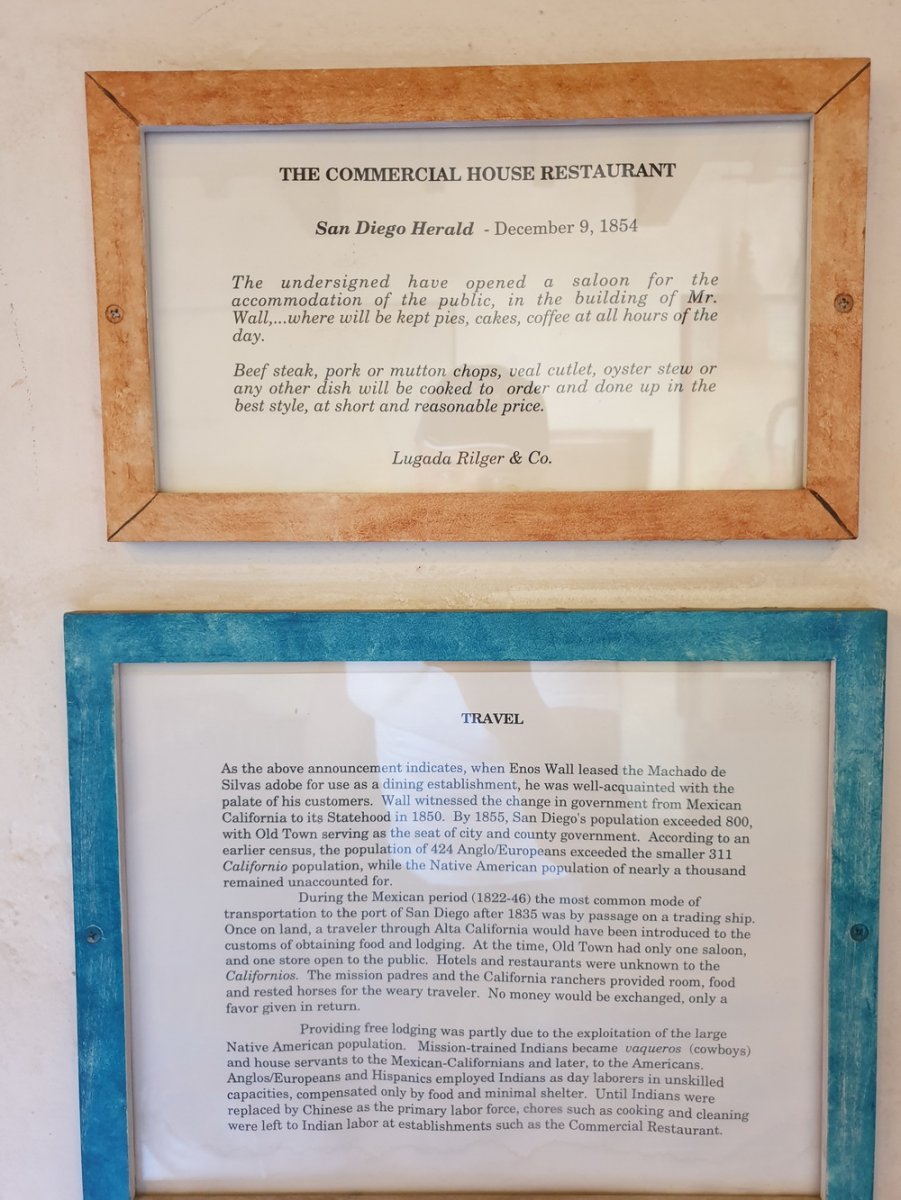 THE COMMERCIAL HOUSE RESTAURANT
San Diego Herald - December 9, 1854
The undersigned have opened a saloon for the
accommodation of the public, in the building of Mr.
Wall,...where will be kept pies, cakes, coffee at all hours of the
day.
Beef steak, pork or mutton chops, veal cutlet, oyster stew or
any other dish will be cooked to order and done up in the
best style, at short and reasonable price.
Lugada Rilger & Co.
TRAVEL
As the above announcement indicates, when Enos Wall leased the Machado de
Silvas adobe for use as a dining establishment, he was well-acquainted with the
palate of his customers. Wall witnessed the change in government from Mexican
California to its Statehood in 1850. By 1855, San Diego's population exceeded 800,
with Old Town serving as the seat of city and county government. According to an
earlier census, the population of 424 Anglo/Europeans exceeded the smaller 311
Californio population, while the Native American population of nearly a thousand
remained unaccounted for.
During the Mexican period (1822-46) the most common mode of
transportation to the port of San Diego after 1835 was by passage on a trading ship.
Once on land, a traveler through Alta California would have been introduced to the
customs of obtaining food and lodging. At the time, Old Town had only one saloon,
and one store open to the public. Hotels and restaurants were unknown to the
Californios. The mission padres and the California ranchers provided room, food
and rested horses for the weary traveler. No money would be exchanged, only a
favor given in return.
Providing free lodging was partly due to the exploitation of the large
Native American population. Mission-trained Indians became vaqueros (cowboys)
and house servants to the Mexican-Californians and later, to the Americans.
Anglos/Europeans and Hispanics employed Indians as day laborers in unskilled
capacities, compensated only by food and minimal shelter. Until Indians were
replaced by Chinese as the primary labor force, chores such as cooking and cleaning
were left to Indian labor at establishments such as the Commercial Restaurant.